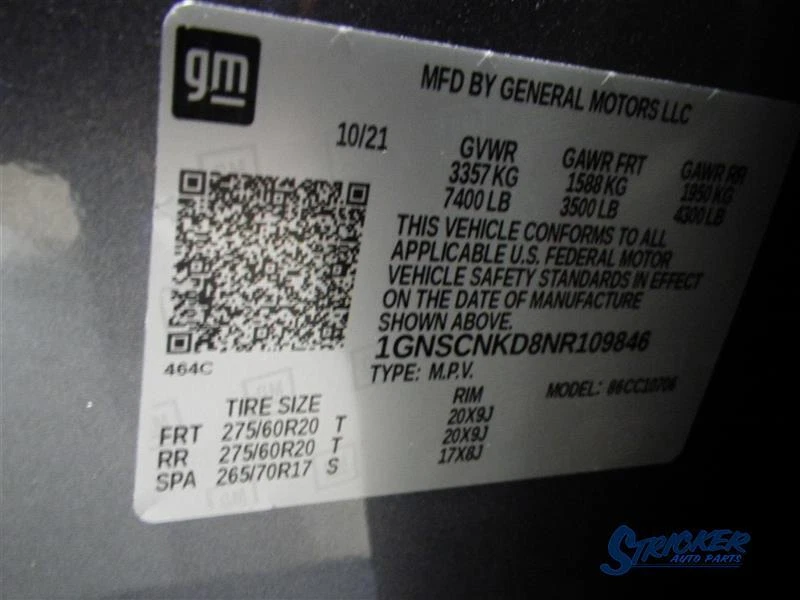 gm
MFD BY GENERAL MOTORS LLC
10/21
GVWR GAWR FRT GAWR RR
3357 KG 1588 KG 1950 KG
7400 LB 3500 LB 4300 LB
THIS VEHICLE CONFORMS TO ALL
APPLICABLE U.S. FEDERAL MOTOR
VEHICLE SAFETY STANDARDS IN EFFECT
ON THE DATE OF MANUFACTURE
SHOWN ABOVE.
1GNSCNKD8NR109846
464C
TYPE: M.P.V. MODEL: 86CC10706
TIRE SIZE RIM
FRT 275/60R20 T 20X9J
RR 275/60R20 T 20X9J
SPA 265/70R17 S 17X8J
STRICKER
AUTO PARTS